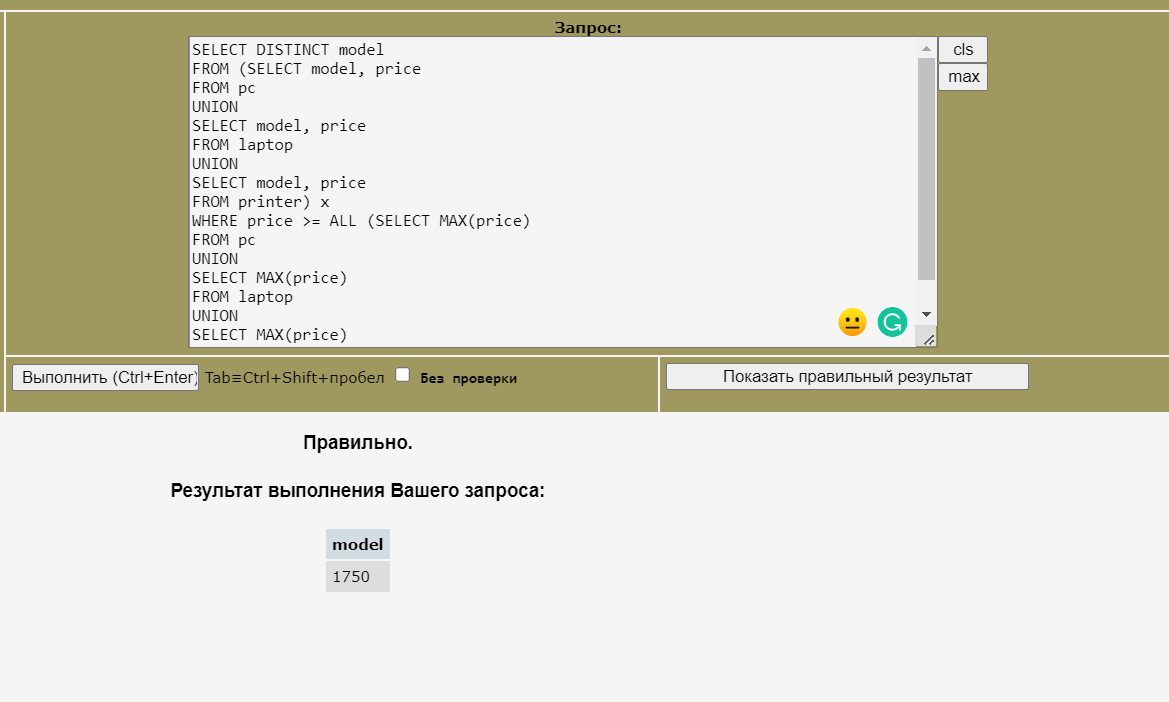 Запрос:
SELECT DISTINCT model
FROM (SELECT model, price
FROM pc
UNION
SELECT model, price
FROM laptop
UNION
SELECT model, price
FROM printer) x
WHERE price >= ALL (SELECT MAX(price)
FROM pc
UNION
SELECT MAX(price)
FROM laptop
UNION
SELECT MAX(price)
cls
max
Выполнить (Ctrl+Enter) Tab≡Ctrl+Shift+пробел Без проверки
Показать правильный результат
Правильно.
Результат выполнения Вашего запроса:
model
1750